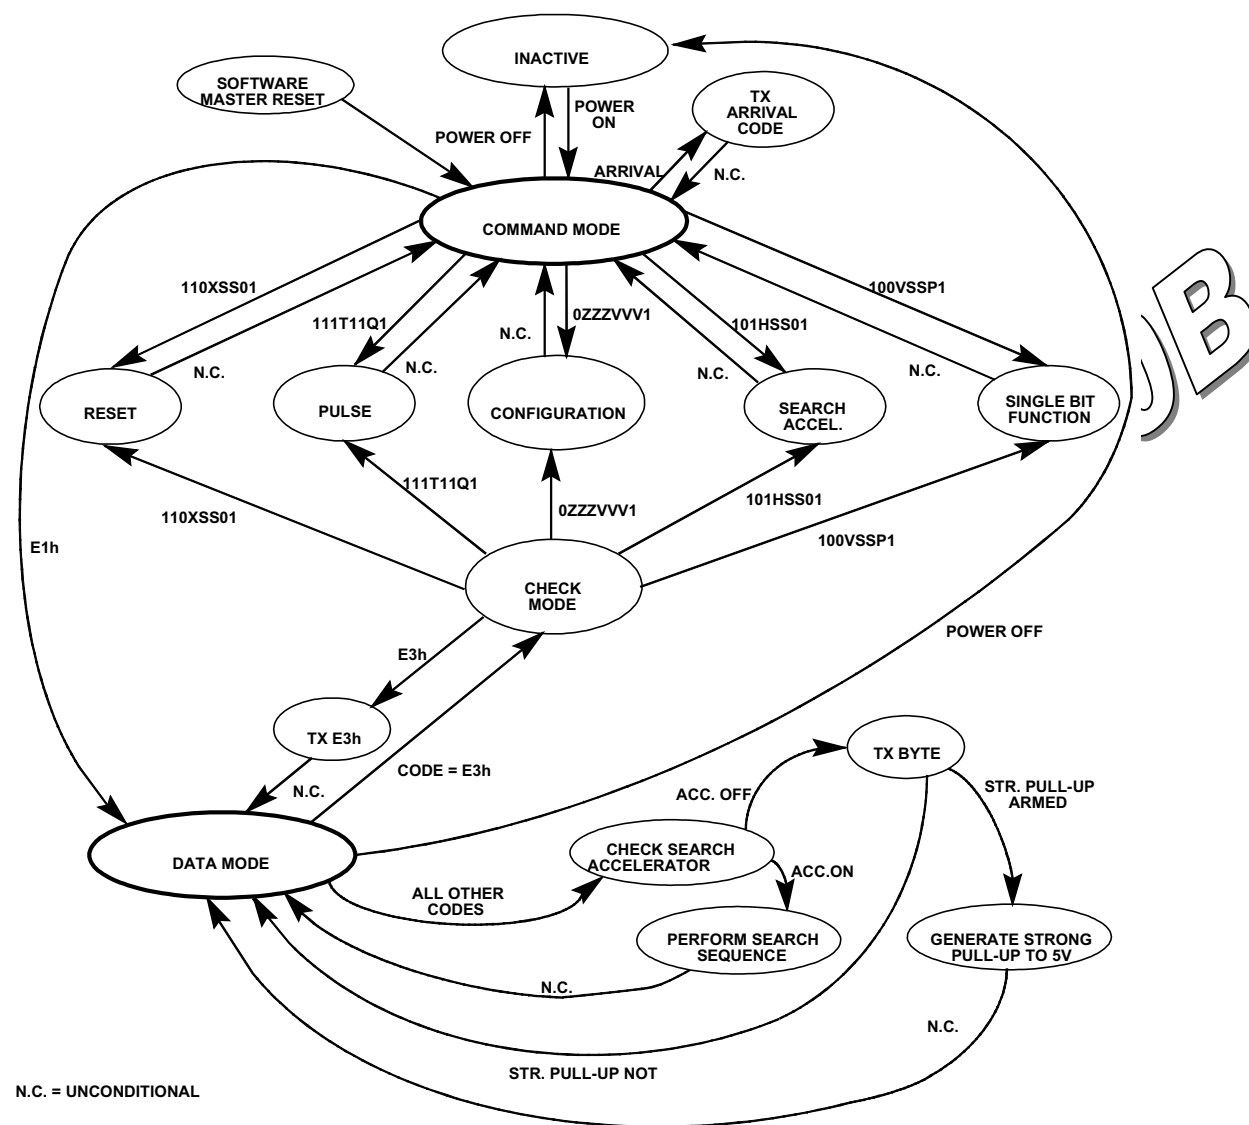 INACTIVE
SOFTWARE
MASTER RESET
TX
ARRIVAL
CODE
POWER
ON
POWER OFF
ARRIVAL
N.C.
COMMAND MODE
110XSS01
111T11Q1
N.C.
0ZZZVVV1
101HSS01
100VSSP1
N.C.
N.C.
N.C.
N.C.
RESET
PULSE
CONFIGURATION
SEARCH
ACCEL.
SINGLE BIT
FUNCTION
110XSS01
111T11Q1
0ZZZVVV1
101HSS01
100VSSP1
E1h
CHECK
MODE
POWER OFF
E3h
TX E3h
CODE = E3h
N.C.
TX BYTE
STR. PULL-UP
ARMED
ACC. OFF
DATA MODE
CHECK SEARCH
ACCELERATOR
ACC.ON
ALL OTHER
CODES
PERFORM SEARCH
SEQUENCE
GENERATE STRONG
PULL-UP TO 5V
N.C.
N.C.
STR. PULL-UP NOT
N.C. = UNCONDITIONAL